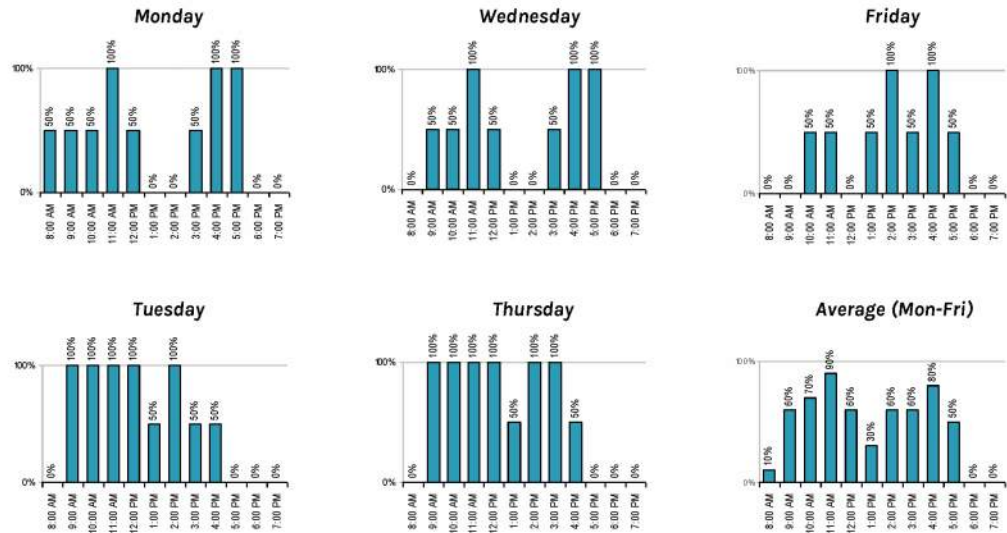 Monday
100%
0%
50%
50%
50%
100%
50%
0%
0%
50%
100%
100%
0%
0%
8:00 AM
9:00 AM
10:00 AM
11:00 AM
12:00 PM
1:00 PM
2:00 PM
3:00 PM
4:00 PM
5:00 PM
6:00 PM
7:00 PM
Wednesday
100%
0%
0%
50%
50%
100%
50%
0%
0%
50%
100%
100%
0%
0%
8:00 AM
9:00 AM
10:00 AM
11:00 AM
12:00 PM
1:00 PM
2:00 PM
3:00 PM
4:00 PM
5:00 PM
6:00 PM
7:00 PM
Friday
100%
0%
0%
0%
50%
50%
0%
50%
100%
50%
100%
50%
0%
0%
8:00 AM
9:00 AM
10:00 AM
11:00 AM
12:00 PM
1:00 PM
2:00 PM
3:00 PM
4:00 PM
5:00 PM
6:00 PM
7:00 PM
Tuesday
100%
0%
0%
100%
100%
100%
100%
50%
100%
50%
50%
0%
0%
0%
8:00 AM
9:00 AM
10:00 AM
11:00 AM
12:00 PM
1:00 PM
2:00 PM
3:00 PM
4:00 PM
5:00 PM
6:00 PM
7:00 PM
Thursday
100%
0%
0%
100%
100%
100%
100%
50%
100%
100%
50%
0%
0%
0%
8:00 AM
9:00 AM
10:00 AM
11:00 AM
12:00 PM
1:00 PM
2:00 PM
3:00 PM
4:00 PM
5:00 PM
6:00 PM
7:00 PM
Average (Mon-Fri)
100%
0%
10%
60%
70%
90%
60%
30%
60%
60%
80%
50%
0%
0%
8:00 AM
9:00 AM
10:00 AM
11:00 AM
12:00 PM
1:00 PM
2:00 PM
3:00 PM
4:00 PM
5:00 PM
6:00 PM
7:00 PM